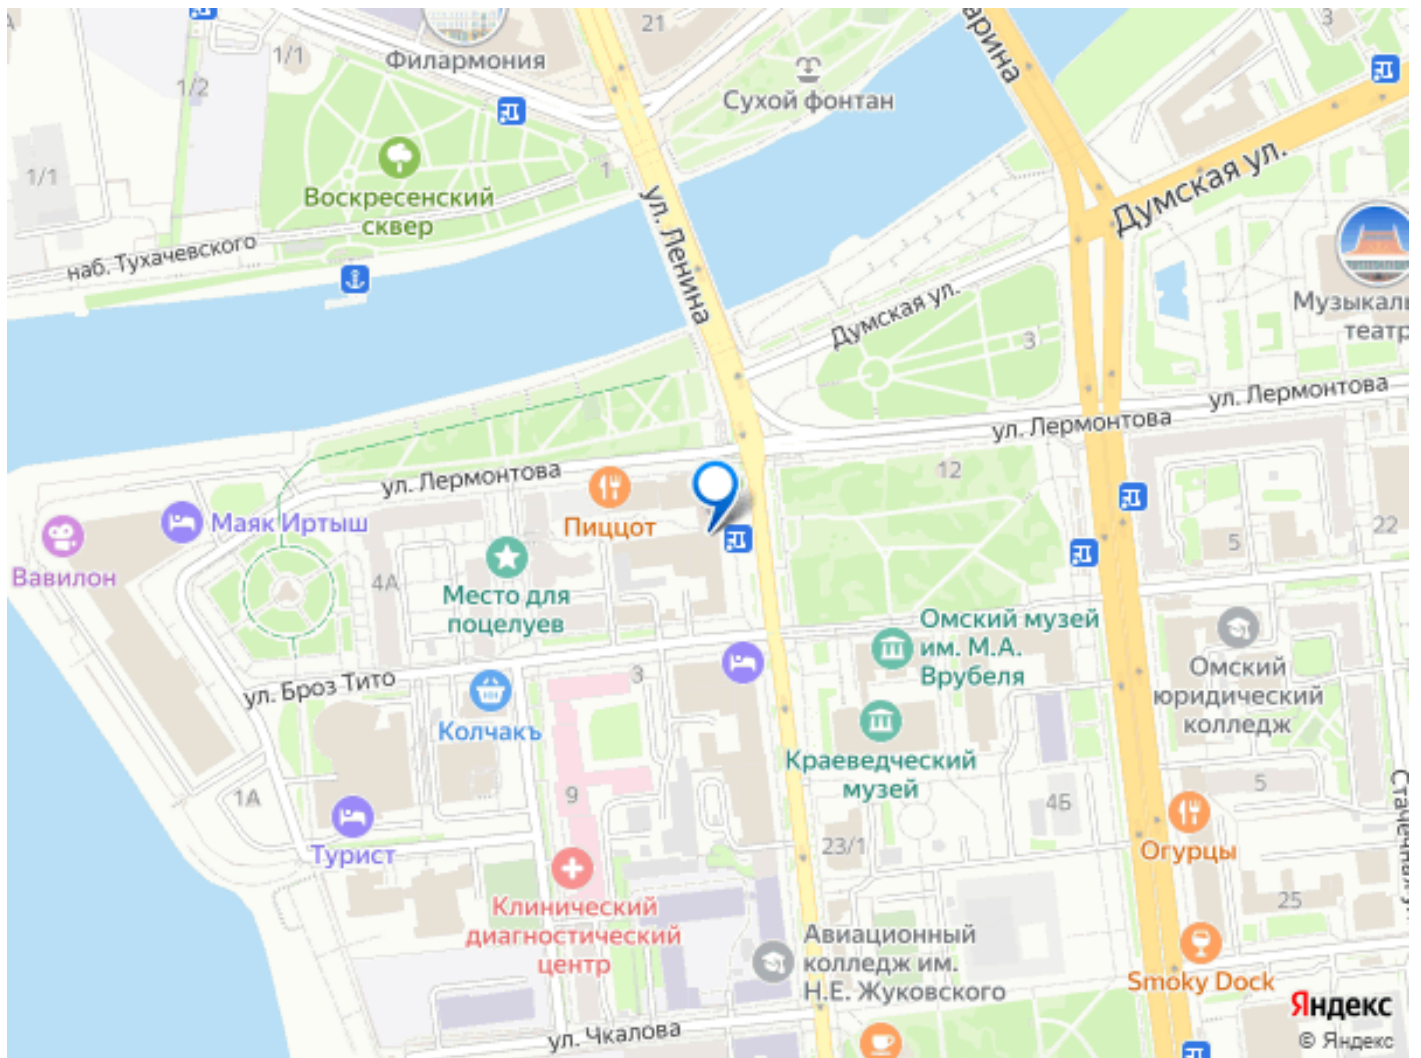 21
3
А
1/1
Филармония
арина
1/2
Сухой фонтан
Думская ул.
1/1
Воскресенский
сквер
1
ул. Ленина
наб. Тухачевского
Музыкаль
театр
Думская ул.
3
ул. Лермонтова
ул. Лермонтова
12
ул. Лермонтова
Маяк Иртыш
Пиццот
5
22
Вавилон
4А
Место для
поцелуев
Омский музей
им. М.А.
Врубеля
Омский
юридический
колледж
3
ул. Броз Тито
Колчакъ
Краеведческий
музей
Стачечная ул.
1А
9
4Б
5
Турист
23/1
Огурцы
Клинический
диагностический
центр
25
Авиационный
колледж им.
Н.Е. Жуковского
Smoky Dock
ул. Чкалова
Яндекс
© Яндекс